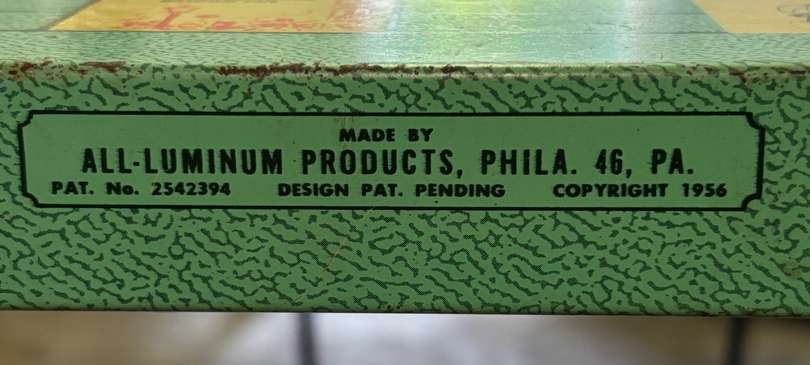 MADE BY
ALL-LUMINUM PRODUCTS, PHILA. 46, PA.
PAT. No. 2542394 DESIGN PAT. PENDING COPYRIGHT 1956